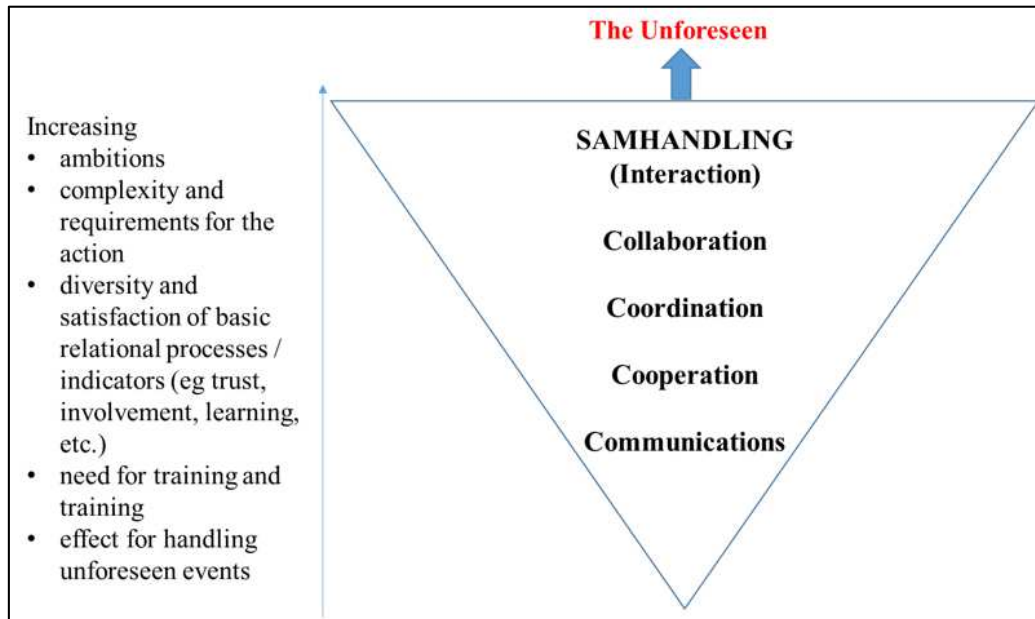 The Unforeseen
Increasing
• ambitions
• complexity and
requirements for the
action
• diversity and
satisfaction of basic
relational processes /
indicators (eg trust,
involvement, learning,
etc.)
• need for training and
training
• effect for handling
unforeseen events
SAMHANDLING
(Interaction)
Collaboration
Coordination
Cooperation
Communications